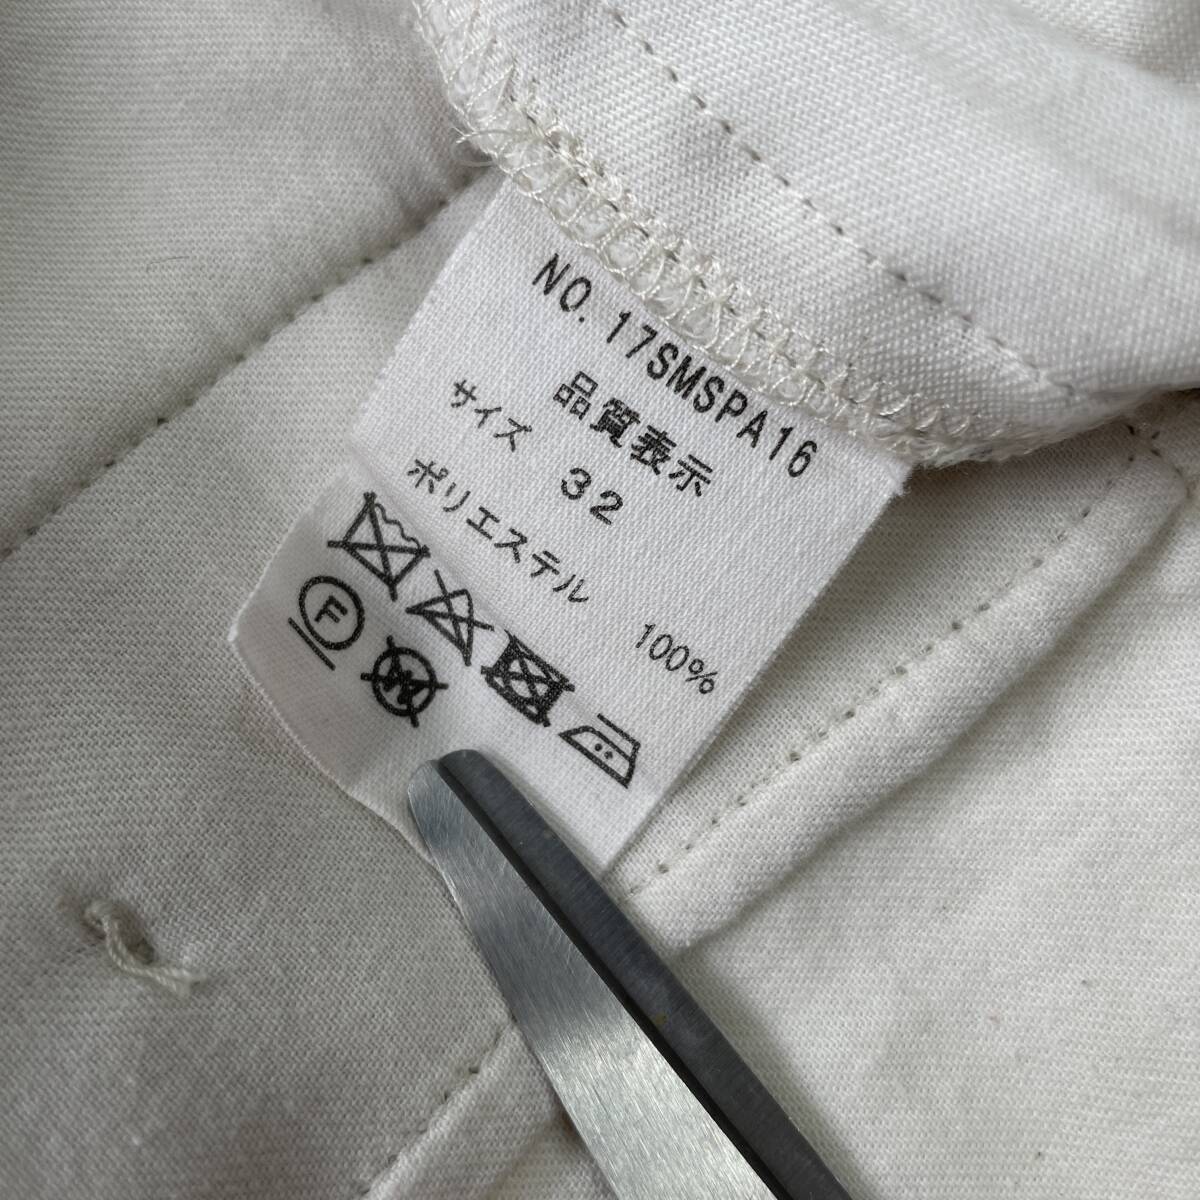 NO. 17SMSPA16
品質表示
サイズ 32
ポリエステル 100%
F
W